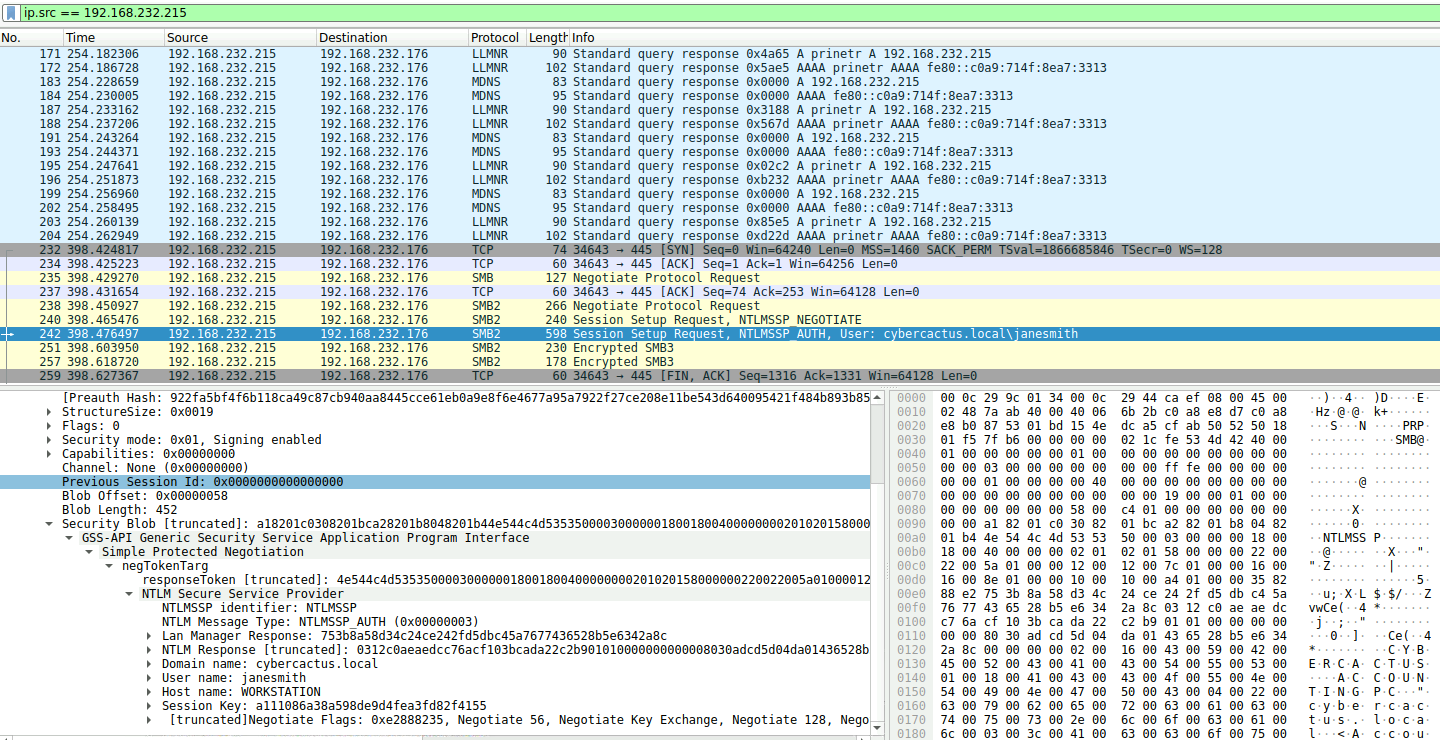 ip.src == 192.168.232.215
No. Time Source Destination Protocol Length Info
171 254.182306 192.168.232.215 192.168.232.176 LLMNR 90 Standard query response 0x4a65 A prinetr A 192.168.232.215
172 254.186728 192.168.232.215 192.168.232.176 LLMNR 102 Standard query response 0x5ae5 AAAA prinetr AAAA fe80::c0a9:714f:8ea7:3313
183 254.228659 192.168.232.215 192.168.232.176 MDNS 83 Standard query response 0x0000 A 192.168.232.215
184 254.230005 192.168.232.215 192.168.232.176 MDNS 95 Standard query response 0x0000 AAAA fe80::c0a9:714f:8ea7:3313
187 254.233162 192.168.232.215 192.168.232.176 LLMNR 90 Standard query response 0x3188 A prinetr A 192.168.232.215
188 254.237206 192.168.232.215 192.168.232.176 LLMNR 102 Standard query response 0x567d AAAA prinetr AAAA fe80::c0a9:714f:8ea7:3313
191 254.243264 192.168.232.215 192.168.232.176 MDNS 83 Standard query response 0x0000 A 192.168.232.215
193 254.244371 192.168.232.215 192.168.232.176 MDNS 95 Standard query response 0x0000 AAAA fe80::c0a9:714f:8ea7:3313
195 254.247641 192.168.232.215 192.168.232.176 LLMNR 90 Standard query response 0x02c2 A prinetr A 192.168.232.215
196 254.251873 192.168.232.215 192.168.232.176 LLMNR 102 Standard query response 0xb232 AAAA prinetr AAAA fe80::c0a9:714f:8ea7:3313
199 254.256960 192.168.232.215 192.168.232.176 MDNS 83 Standard query response 0x0000 A 192.168.232.215
202 254.258495 192.168.232.215 192.168.232.176 MDNS 95 Standard query response 0x0000 AAAA fe80::c0a9:714f:8ea7:3313
203 254.260139 192.168.232.215 192.168.232.176 LLMNR 90 Standard query response 0x85e5 A prinetr A 192.168.232.215
204 254.262949 192.168.232.215 192.168.232.176 LLMNR 102 Standard query response 0xd22d AAAA prinetr AAAA fe80::c0a9:714f:8ea7:3313
232 398.424817 192.168.232.215 192.168.232.176 TCP 74 34643 → 445 [SYN] Seq=0 Win=64240 Len=0 MSS=1460 SACK_PERM TSval=1866685846 TSecr=0 WS=128
234 398.425223 192.168.232.215 192.168.232.176 TCP 60 34643 → 445 [ACK] Seq=1 Ack=1 Win=64256 Len=0
235 398.429270 192.168.232.215 192.168.232.176 SMB 127 Negotiate Protocol Request
237 398.431654 192.168.232.215 192.168.232.176 TCP 60 34643 → 445 [ACK] Seq=74 Ack=253 Win=64128 Len=0
238 398.450927 192.168.232.215 192.168.232.176 SMB2 266 Negotiate Protocol Request
240 398.465476 192.168.232.215 192.168.232.176 SMB2 240 Session Setup Request, NTLMSSP_NEGOTIATE
242 398.476497 192.168.232.215 192.168.232.176 SMB2 598 Session Setup Request, NTLMSSP_AUTH, User: cybercactus.local\janesmith
251 398.603950 192.168.232.215 192.168.232.176 SMB2 230 Encrypted SMB3
257 398.618720 192.168.232.215 192.168.232.176 SMB2 178 Encrypted SMB3
259 398.627367 192.168.232.215 192.168.232.176 TCP 60 34643 → 445 [FIN, ACK] Seq=1316 Ack=1331 Win=64128 Len=0
[Preauth Hash: 922fa5bf4f6b118ca49c87cb940aa8445cce61eb0a9e8f6e4677a95a7922f27ce208e11be543d640095421f484b893b85
StructureSize: 0x0019
Flags: 0
Security mode: 0x01, Signing enabled
Capabilities: 0x00000000
Channel: None (0x00000000)
Previous Session Id: 0x0000000000000000
Blob Offset: 0x00000058
Blob Length: 452
Security Blob [truncated]: a18201c0308201bca28201b8048201b44e544c4d5353500003000000180018004000000002010201580000
GSS-API Generic Security Service Application Program Interface
Simple Protected Negotiation
negTokenTarg
responseToken [truncated]: 4e544c4d535350000300000018001800400000000201020158000000220022005a01000012
NTLM Secure Service Provider
NTLMSSP identifier: NTLMSSP
NTLM Message Type: NTLMSSP_AUTH (0x00000003)
Lan Manager Response: 753b8a58d34c24ce242fd5dbc45a7677436528b5e6342a8c
NTLM Response [truncated]: 0312c0aeaedcc76acf103bcada22c2b901010000000000008030adcd5d04da01436528b
Domain name: cybercactus.local
User name: janesmith
Host name: WORKSTATION
Session Key: a111086a38a598de9d4fea3fd82f4155
[truncated]Negotiate Flags: 0xe2888235, Negotiate 56, Negotiate Key Exchange, Negotiate 128, Nego
0000 00 0c 29 9c 01 34 00 0c 29 44 ca ef 08 00 45 00 ··)··4·· )D····E·
0010 02 48 7a ab 40 00 40 06 6b 2b c0 a8 e8 d7 c0 a8 ·Hz·@·@· k+······
0020 e8 b0 87 53 01 bd 15 4e dc a5 cf ab 50 52 50 18 ···S···N ····PRP·
0030 01 f5 7f b6 00 00 00 00 02 1c fe 53 4d 42 40 00 ········ ···SMB@·
0040 01 00 00 00 00 00 01 00 00 00 00 00 00 00 00 00 ········ ········
0050 00 00 03 00 00 00 00 00 00 00 ff fe 00 00 00 00 ········ ········
0060 00 00 01 00 00 00 00 40 00 00 00 00 00 00 00 00 ·······@ ········
0070 00 00 00 00 00 00 00 00 00 00 19 00 00 01 00 00 ········ ········
0080 00 00 00 00 00 00 58 00 c4 01 00 00 00 00 00 00 ······X· ········
0090 00 00 a1 82 01 c0 30 82 01 bc a2 82 01 b8 04 82 ······0· ········
00a0 01 b4 4e 54 4c 4d 53 53 50 00 03 00 00 00 18 00 ··NTLMSS P·······
00b0 18 00 40 00 00 00 02 01 02 01 58 00 00 00 22 00 ··@····· ··X···"·
00c0 22 00 5a 01 00 00 12 00 12 00 7c 01 00 00 16 00 "·Z····· ··|·····
00d0 16 00 8e 01 00 00 10 00 10 00 a4 01 00 00 35 82 ········ ······5·
00e0 88 e2 75 3b 8a 58 d3 4c 24 ce 24 2f d5 db c4 5a ··u;·X·L $·$/···Z
00f0 76 77 43 65 28 b5 e6 34 2a 8c 03 12 c0 ae ae dc vwCe(··4 *·······
0100 c7 6a cf 10 3b ca da 22 c2 b9 01 01 00 00 00 00 ·j··;··" ········
0110 00 00 80 30 ad cd 5d 04 da 01 43 65 28 b5 e6 34 ···0··]· ··Ce(··4
0120 2a 8c 00 00 00 00 02 00 16 00 43 00 59 00 42 00 *······· ··C·Y·B·
0130 45 00 52 00 43 00 41 00 43 00 54 00 55 00 53 00 E·R·C·A· C·T·U·S·
0140 01 00 18 00 41 00 43 00 43 00 4f 00 55 00 4e 00 ····A·C· C·O·U·N·
0150 54 00 49 00 4e 00 47 00 50 00 43 00 04 00 22 00 T·I·N·G· P·C···"·
0160 63 00 79 00 62 00 65 00 72 00 63 00 61 00 63 00 c·y·b·e· r·c·a·c·
0170 74 00 75 00 73 00 2e 00 6c 00 6f 00 63 00 61 00 t·u·s·.· l·o·c·a·
0180 6c 00 03 00 3c 00 41 00 63 00 63 00 6f 00 75 00 l···<·A· c·c·o·u·